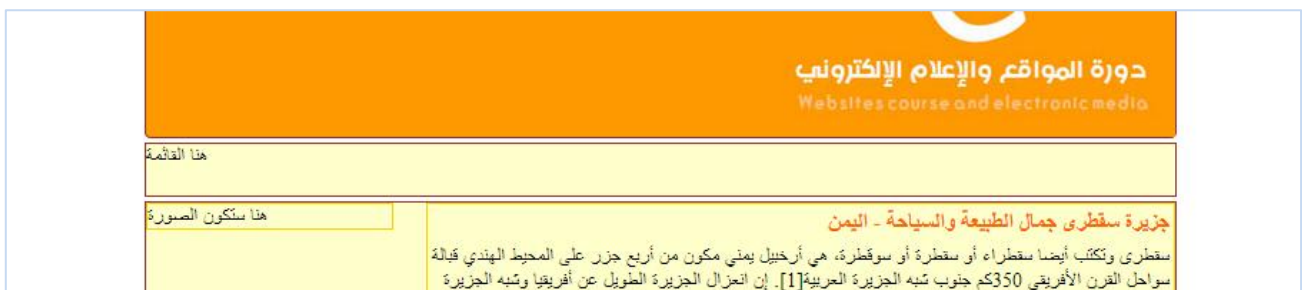 دورة المواقع والإعلام الإلكتروني
Websites course and electronic media
هنا القائمة
هنا ستكون الصورة
جزيرة سقطرى جمال الطبيعة والسياحة - اليمن
سقطرى وتكتب أيضا سقطراء أو سقطرة أو سوقطرة، هي أرخبيل يمني مكون من أربع جزر على المحيط الهندي قبالة
سواحل القرن الأفريقي 350كم جنوب شبه الجزيرة العربية[1]. إن انعزال الجزيرة الطويل عن أفريقيا وشبه الجزيرة